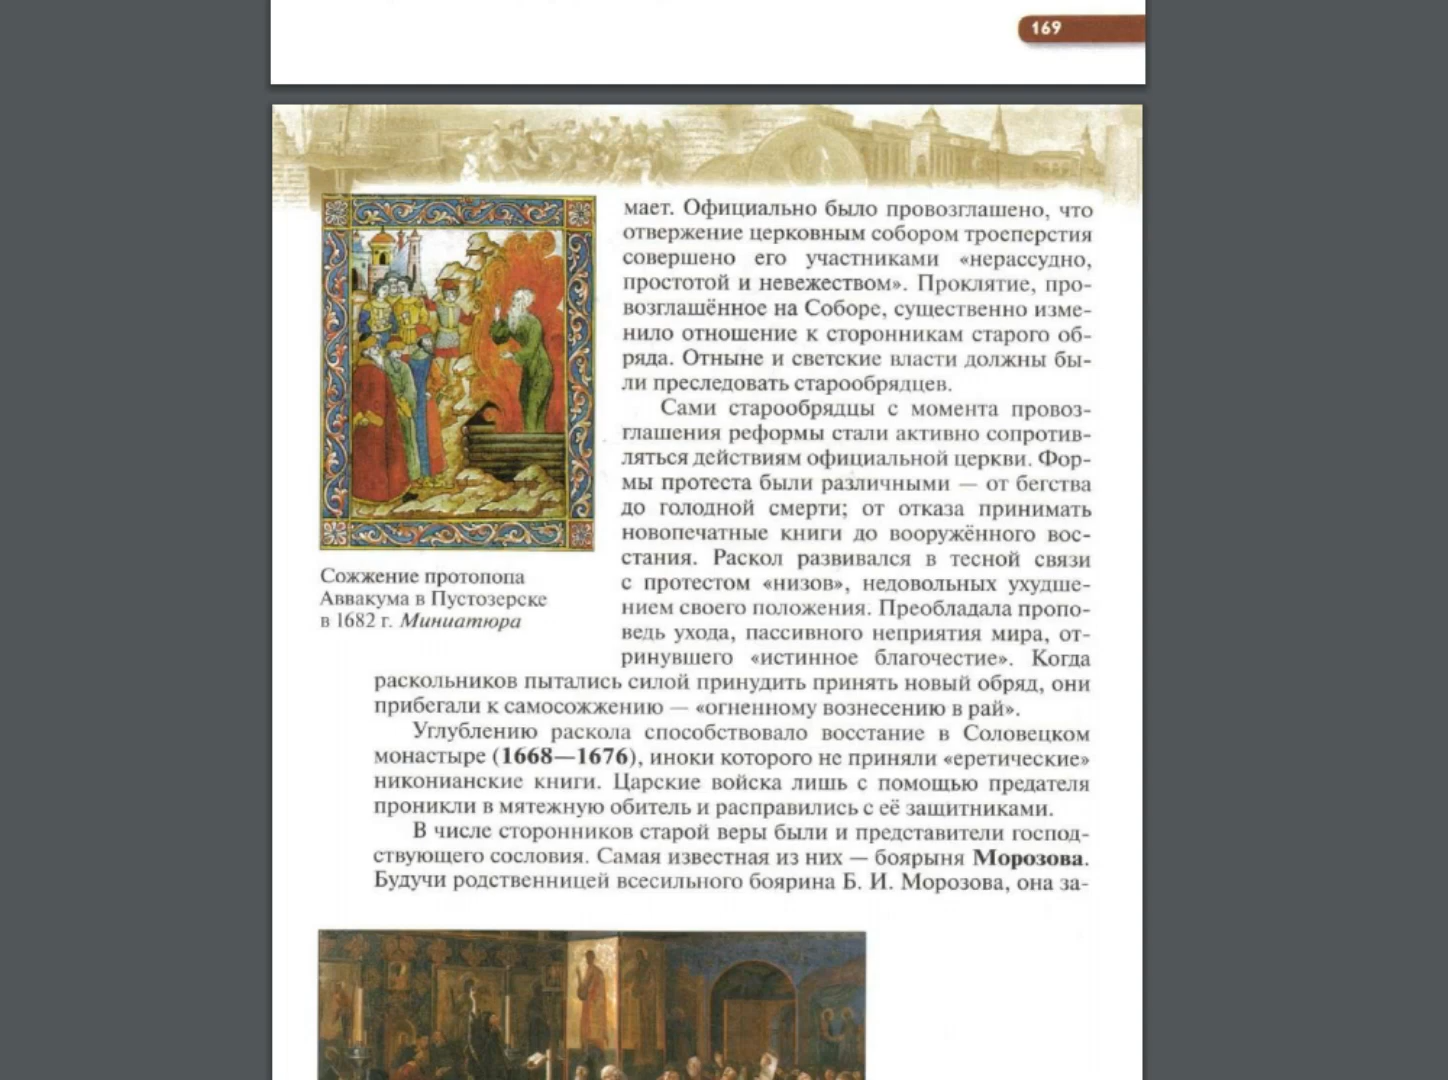 169
мает. Официально было провозглашено, что
отвержение церковным собором троеперстия
совершено его участниками «нерассудно,
простотой и невежеством». Проклятие, про-
возглашённое на Соборе, существенно изме-
нило отношение к сторонникам старого об-
ряда. Отныне и светские власти должны бы-
ли преследовать старообрядцев.
Сами старообрядцы с момента провоз-
глашения реформы стали активно сопротив-
ляться действиям официальной церкви. Фор-
мы протеста были различными — от бегства
до голодной смерти; от отказа принимать
новопечатные книги до вооружённого вос-
стания. Раскол развивался в тесной связи
с протестом «низов», недовольных ухудше-
нием своего положения. Преобладала пропо-
ведь ухода, пассивного неприятия мира, от-
ринувшего «истинное благочестие». Когда
раскольников пытались силой принудить принять новый обряд, они
прибегали к самосожжению — «огненному вознесению в рай».
Углублению раскола способствовало восстание в Соловецком
монастыре (1668—1676), иноки которого не приняли «еретические»
никонианские книги. Царские войска лишь с помощью предателя
проникли в мятежную обитель и расправились с её защитниками.
В числе сторонников старой веры были и представители господ-
ствующего сословия. Самая известная из них — боярыня Морозова.
Будучи родственницей всесильного боярина Б. И. Морозова, она за-
Сожжение протопопа
Аввакума в Пустозерске
в 1682 г. Миниатюра